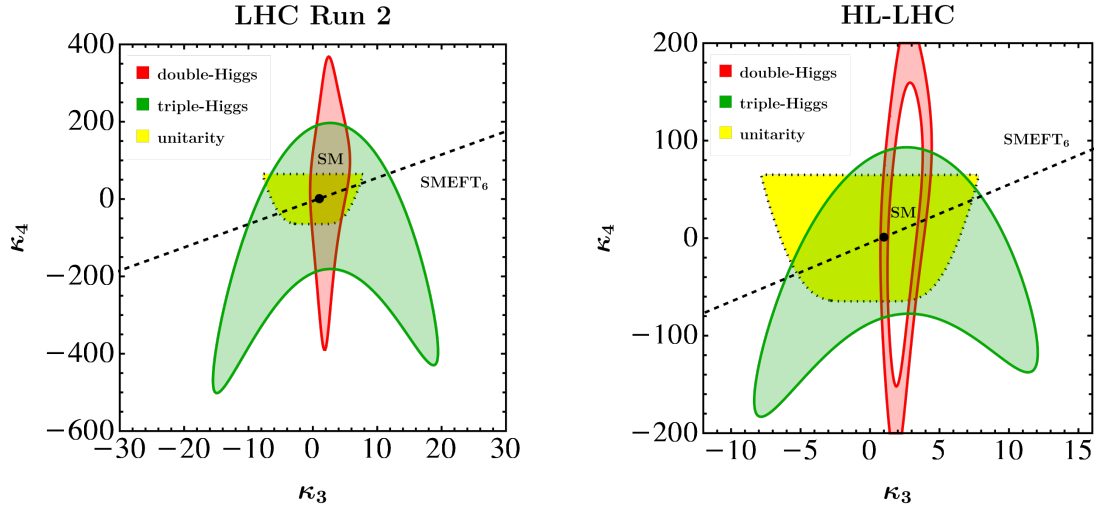 LHC Run 2
400
200
0
−200
−400
−600
−30
−20
−10
0
10
20
30
κ4
κ3
double-Higgs
triple-Higgs
unitarity
SM
SMEFT6
HL-LHC
200
100
0
−100
−200
−10
−5
0
5
10
15
κ4
κ3
double-Higgs
triple-Higgs
unitarity
SM
SMEFT6